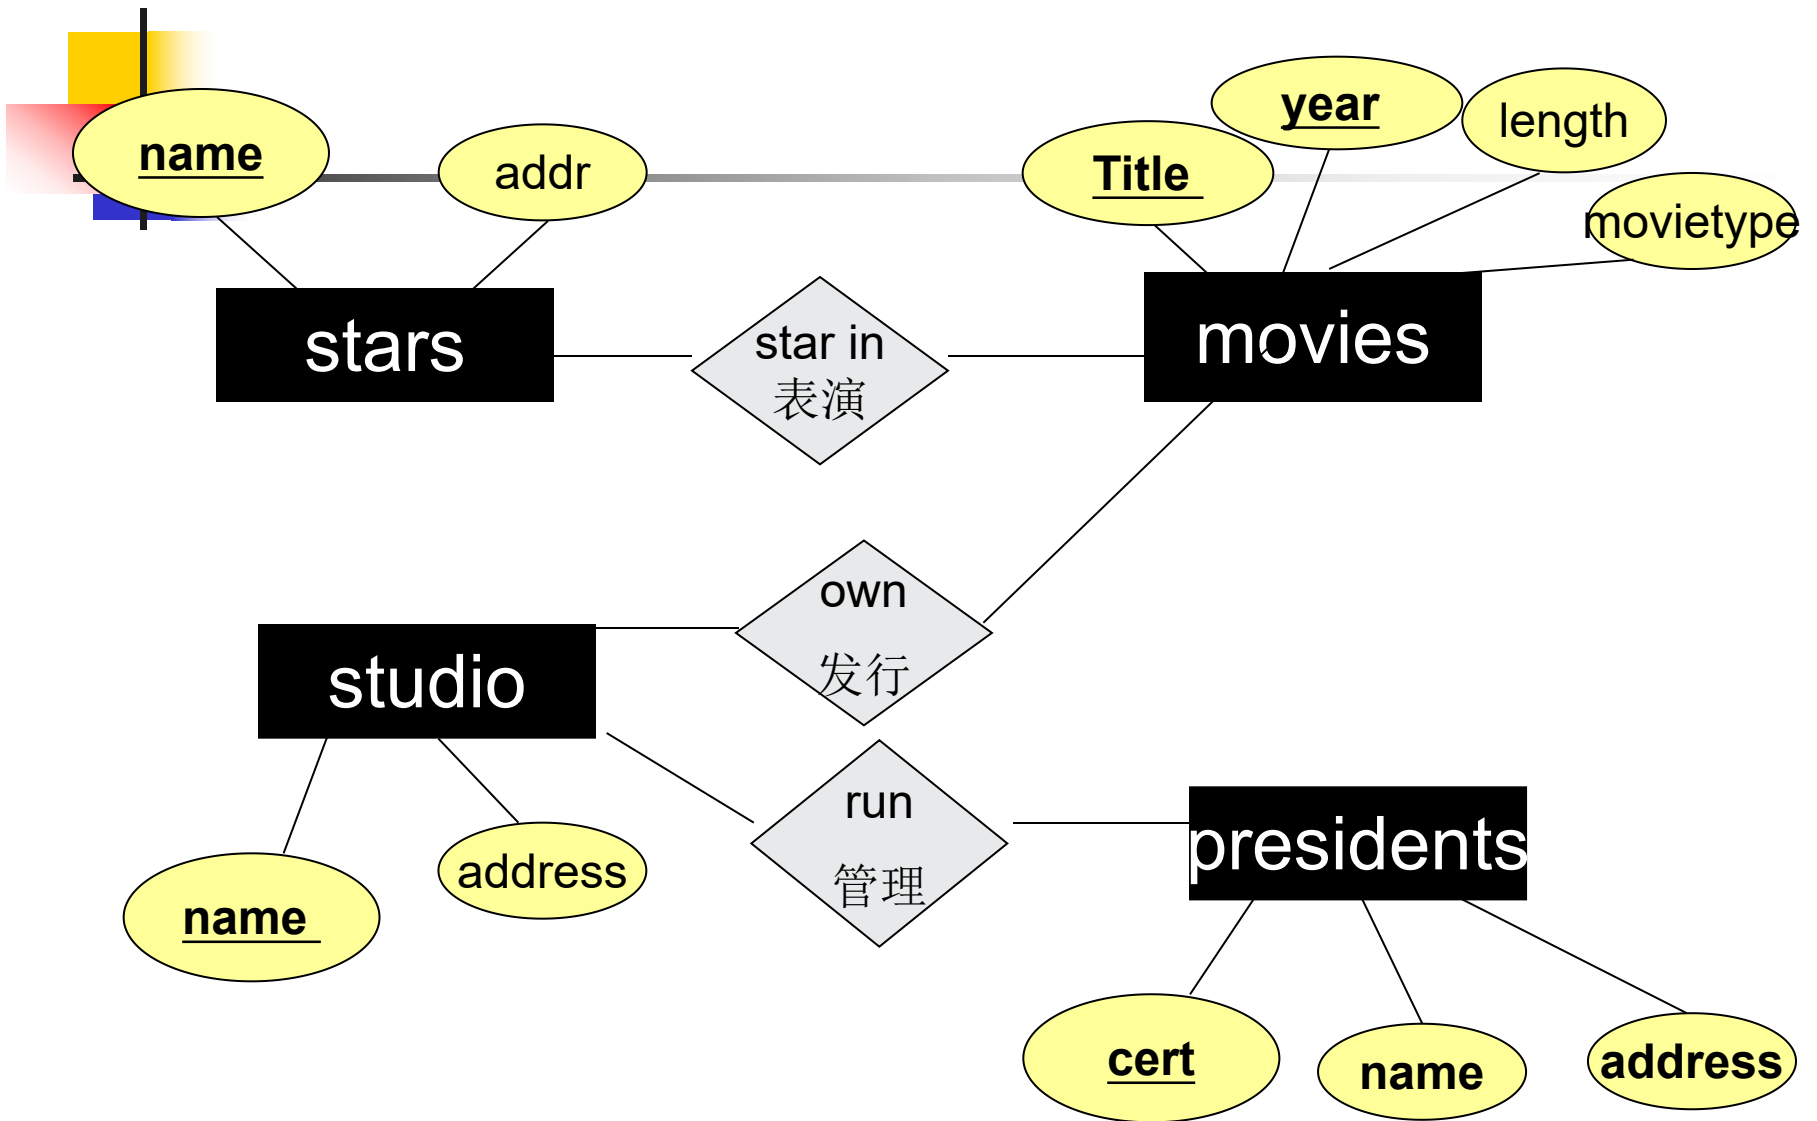 year
length
name
addr
Title
movietype
stars
star in
表演
movies
own
发行
studio
run
管理
presidents
address
name
cert
name
address